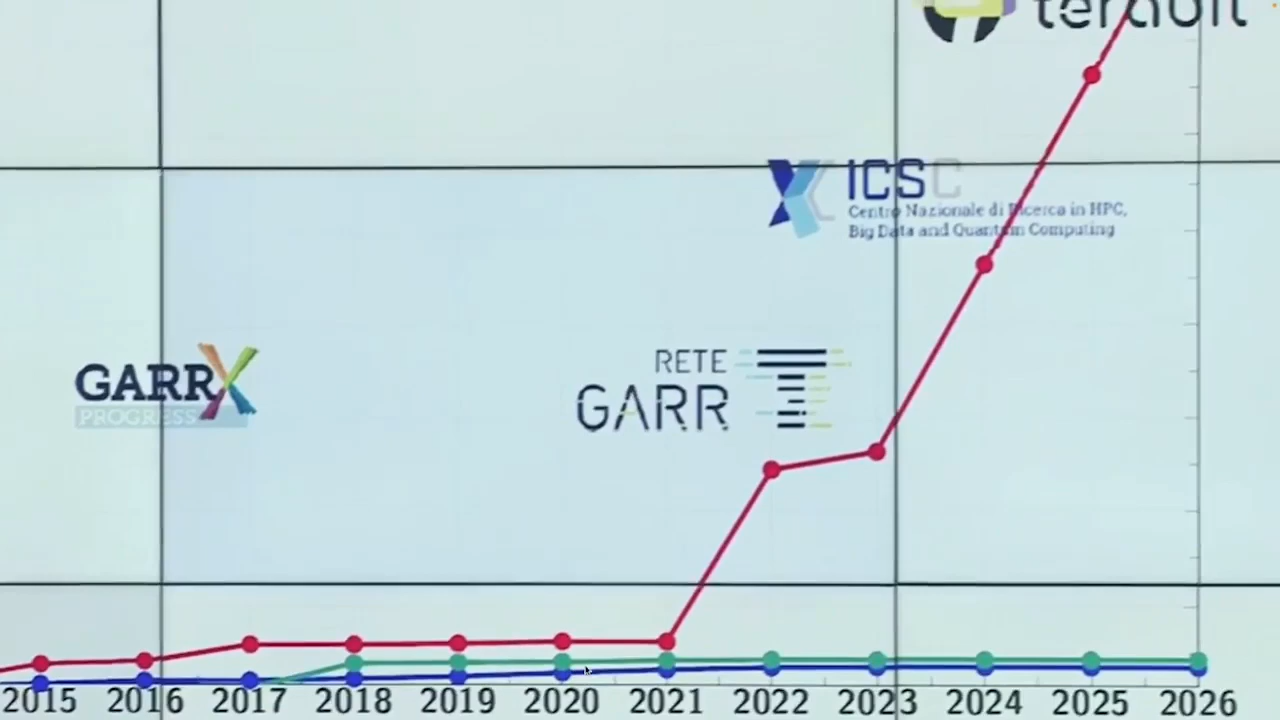 terabit
ICSC
Centro Nazionale di Ricerca in HPC,
Big Data and Quantum Computing
RETE
GARR T
GARRX
PROGRESS
2015 2016 2017 2018 2019 2020 2021 2022 2023 2024 2025 2026